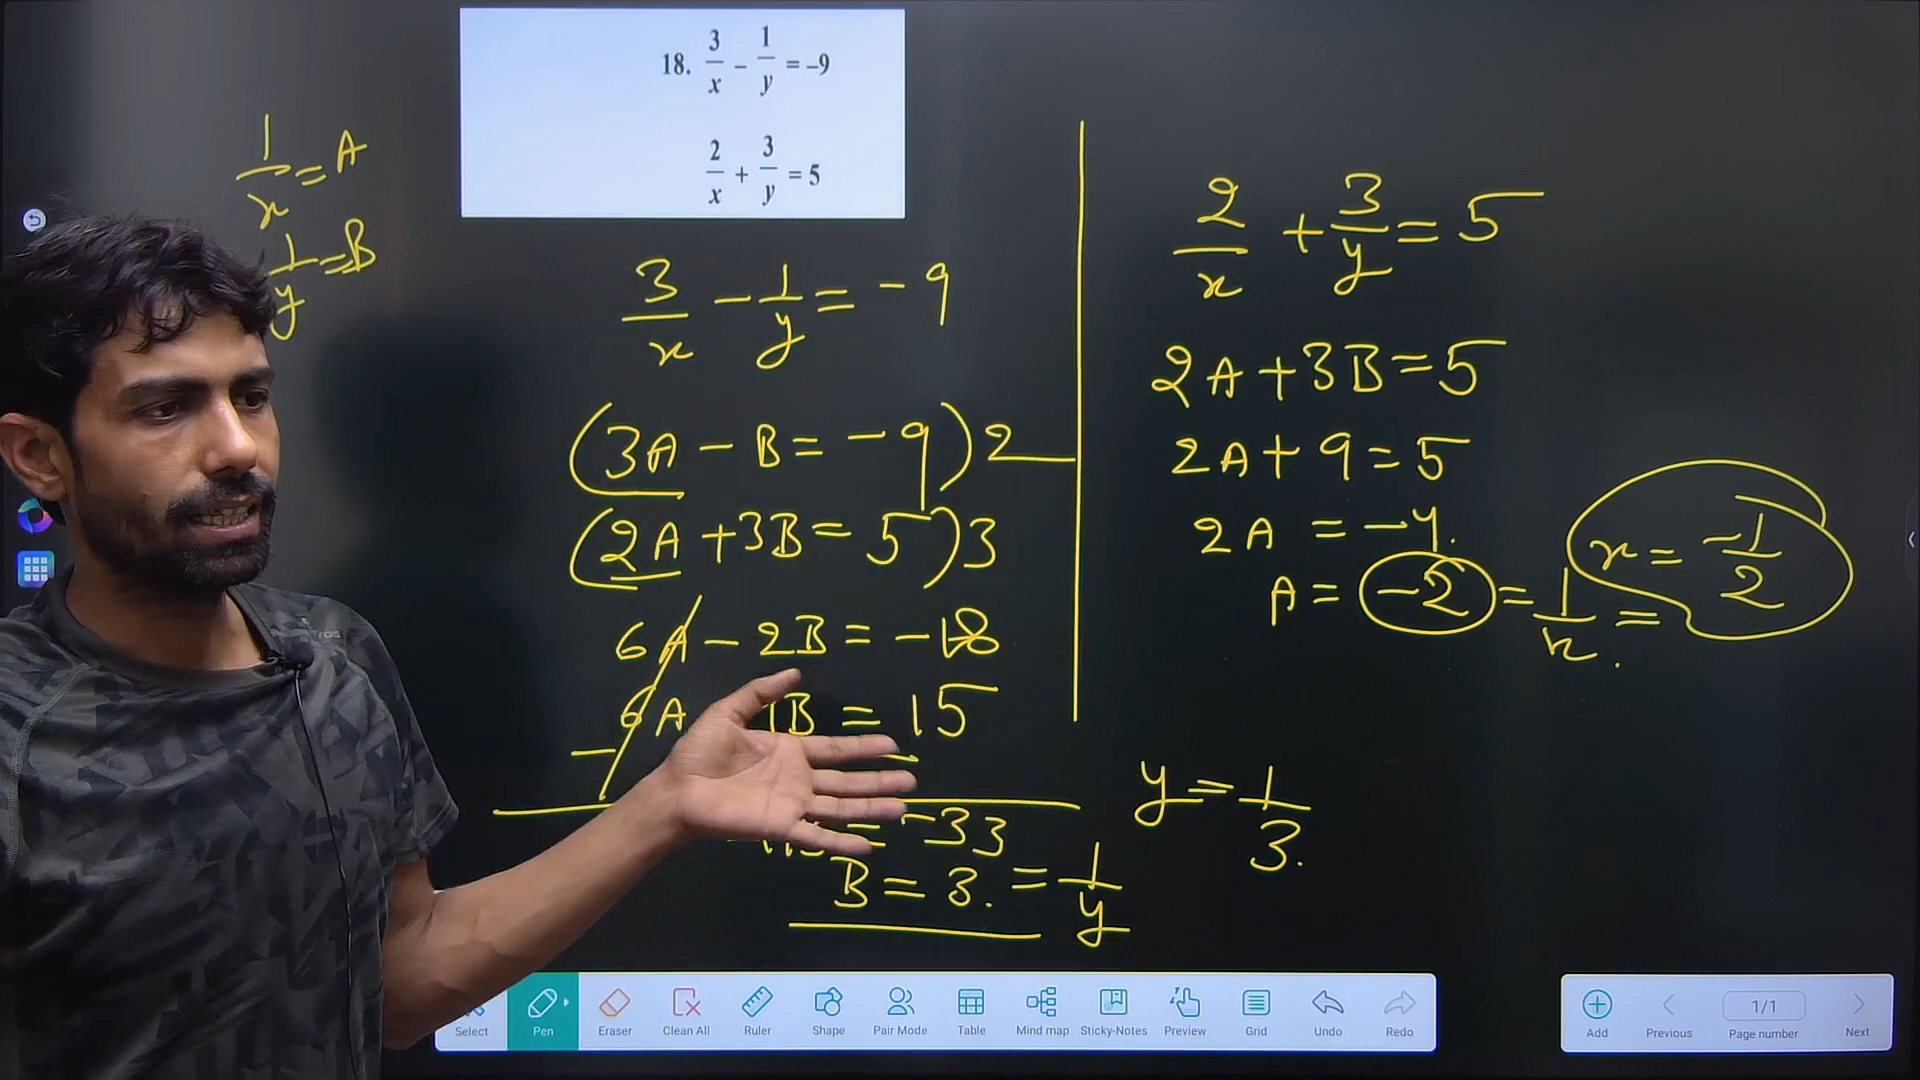 18. 3/x - 1/y = -9
2/x + 3/y = 5
1/x = A
1/y = B
3/x - 1/y = -9
(3A - B = -9)2
(2A + 3B = 5)3
6A - 2B = -18
6A B = 15
= -33
B = 3. = 1/y
2/x + 3/y = 5
2A + 3B = 5
2A + 9 = 5
2A = -4.
A = -2 = 1/x. = x = -1/2
y = 1/3.
Select Pen Eraser Clean All Ruler Shape Pair Mode Table Mind map Sticky-Notes Preview Grid Undo Redo
Add Previous 1/1 Page number Next